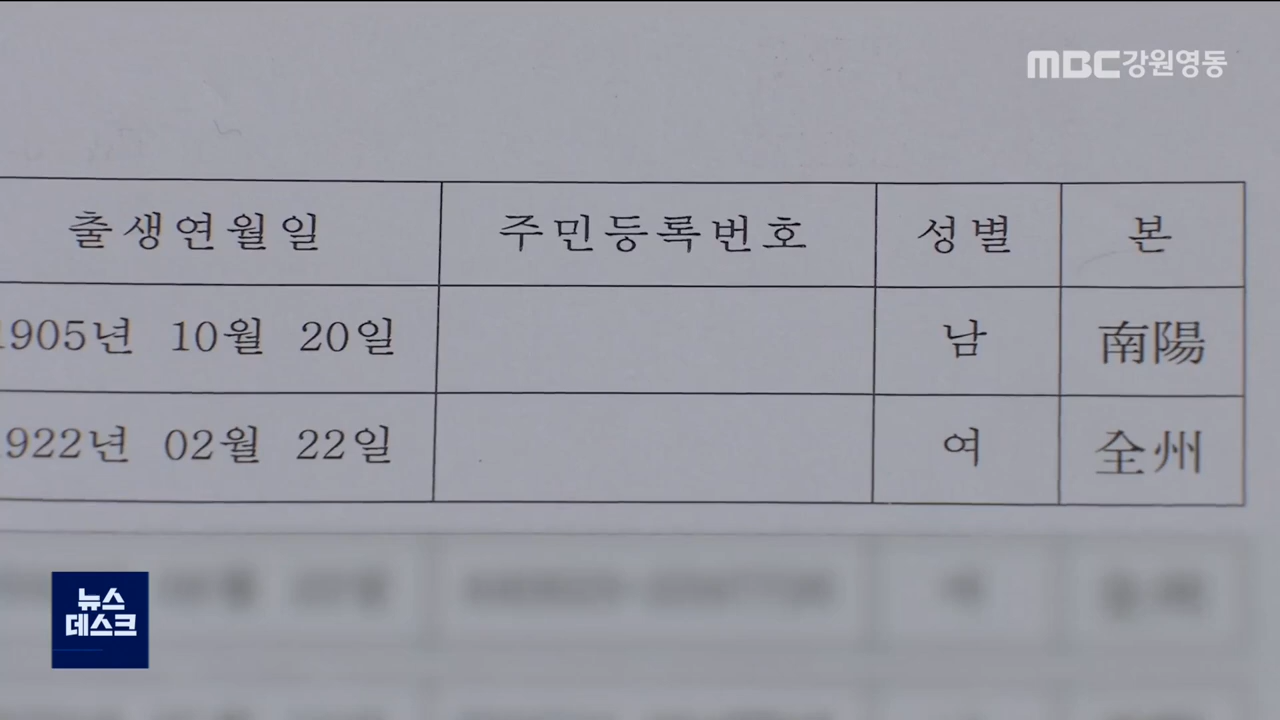 MBC강원영동
출생연월일 주민등록번호 성별 본
1905년 10월 20일 남 南陽
1922년 02월 22일 여 全州
뉴스
데스크